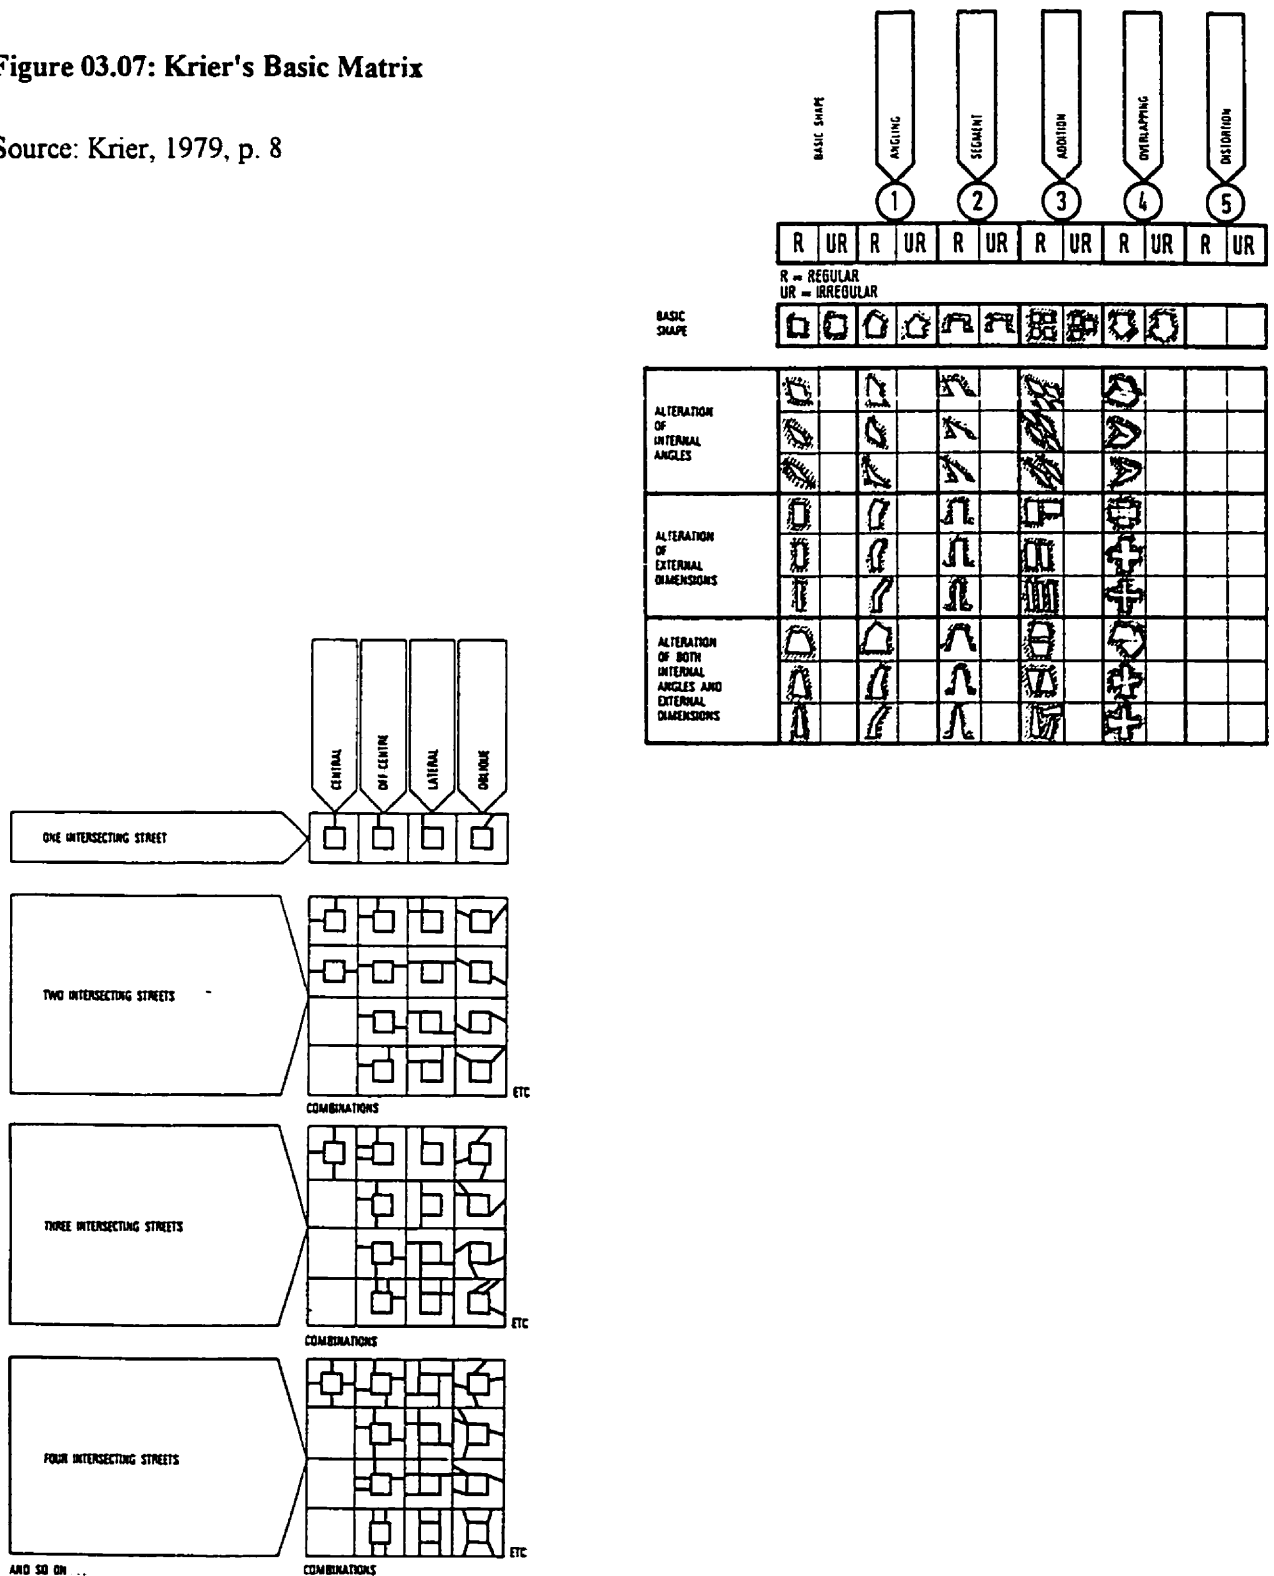 Figure 03.07: Krier's Basic Matrix
Source: Krier, 1979, p. 8
BASIC SHAPE
ANGLING
SEGMENT
ADDITION
OVERLAPPING
DISTORTION
1 2 3 4 5
R UR R UR R UR R UR R UR R UR
R = REGULAR
UR = IRREGULAR
BASIC
SHAPE
ALTERATION
OF
INTERNAL
ANGLES
ALTERATION
OF
EXTERNAL
DIMENSIONS
ALTERATION
OF BOTH
INTERNAL
ANGLES AND
EXTERNAL
DIMENSIONS
CENTRAL
OFF-CENTRE
LATERAL
OBLIQUE
ONE INTERSECTING STREET
TWO INTERSECTING STREETS
ETC
COMBINATIONS
THREE INTERSECTING STREETS
ETC
COMBINATIONS
FOUR INTERSECTING STREETS
ETC
AND SO ON ...
COMBINATIONS